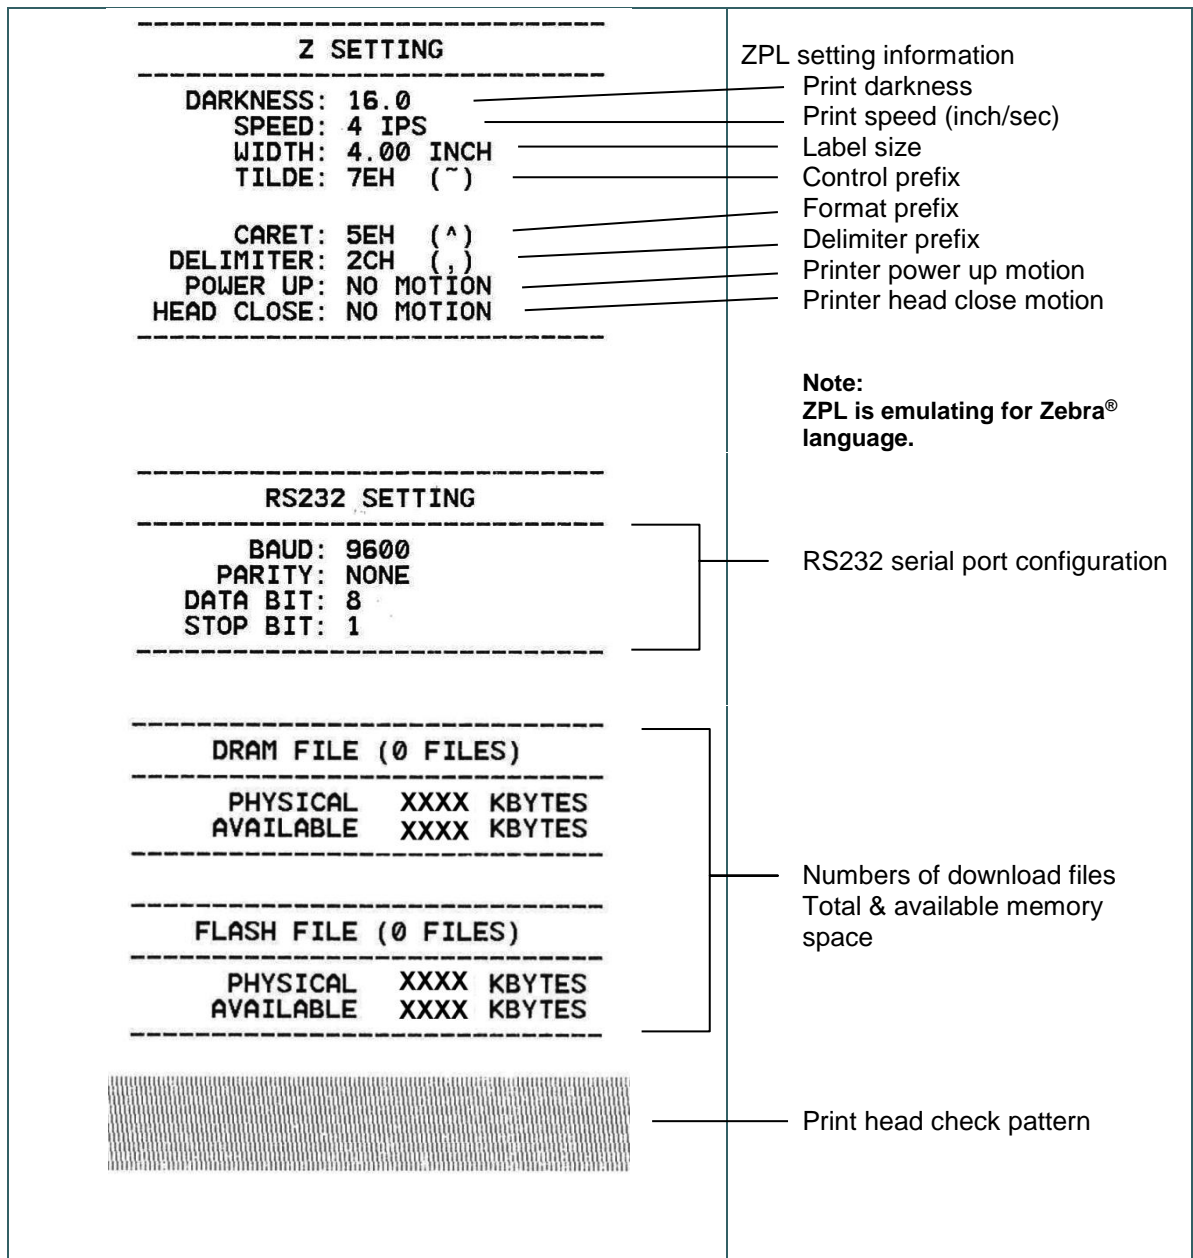 Z SETTING
DARKNESS: 16.0
SPEED: 4 IPS
WIDTH: 4.00 INCH
TILDE: 7EH (~)
CARET: 5EH (^)
DELIMITER: 2CH (,)
POWER UP: NO MOTION
HEAD CLOSE: NO MOTION
ZPL setting information
Print darkness
Print speed (inch/sec)
Label size
Control prefix
Format prefix
Delimiter prefix
Printer power up motion
Printer head close motion
Note:
ZPL is emulating for Zebra®
language.
RS232 SETTING
BAUD: 9600
PARITY: NONE
DATA BIT: 8
STOP BIT: 1
RS232 serial port configuration
DRAM FILE (0 FILES)
PHYSICAL XXXX KBYTES
AVAILABLE XXXX KBYTES
FLASH FILE (0 FILES)
PHYSICAL XXXX KBYTES
AVAILABLE XXXX KBYTES
Numbers of download files
Total & available memory
space
Print head check pattern